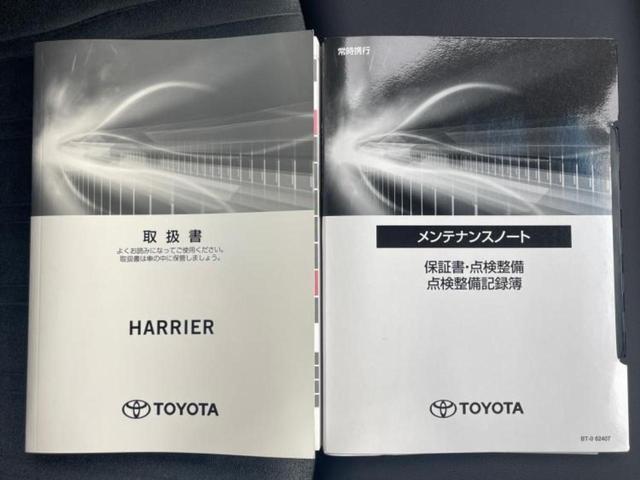 取扱書
よくお読みになってご使用ください。
取扱書は車の中に保管しましょう。
HARRIER
TOYOTA
常時携行
メンテナンスノート
保証書・点検整備
点検整備記録簿
TOYOTA
BT-0 62407